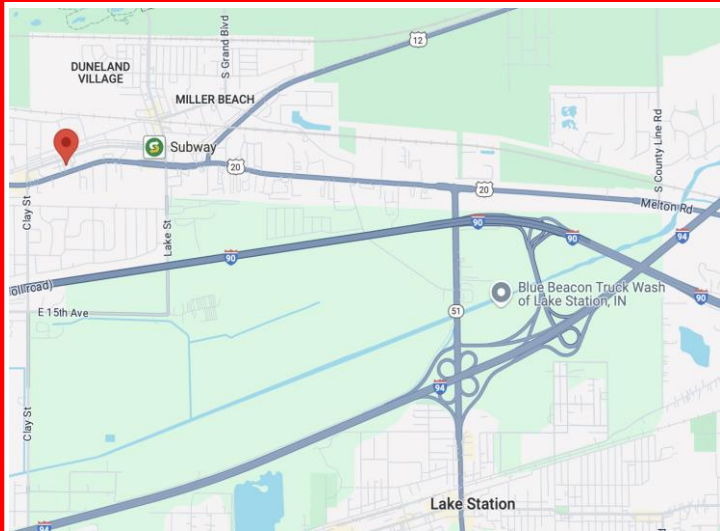 12
S Grand Blvd
DUNELAND
VILLAGE
MILLER BEACH
S County Line Rd
Subway
20
20
Melton Rd
Clay St
Lake St
90
90
94
90
90
oll road)
Blue Beacon Truck Wash
of Lake Station, IN
E 15th Ave
51
94
Clay St
Lake Station
94